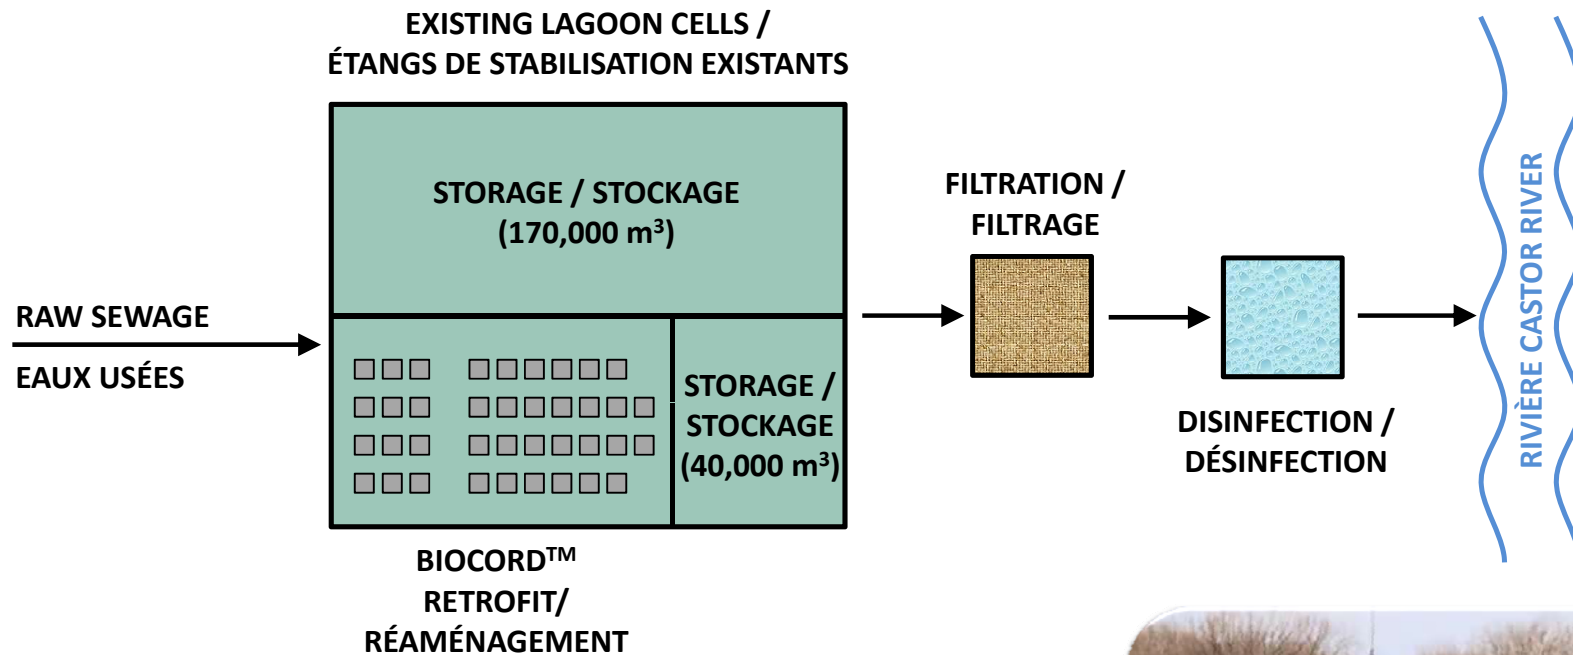 EXISTING LAGOON CELLS /
ÉTANGS DE STABILISATION EXISTANTS
STORAGE / STOCKAGE
(170,000 m³)
RAW SEWAGE
EAUX USÉES
STORAGE /
STOCKAGE
(40,000 m³)
BIOCORD™
RETROFIT/
RÉAMÉNAGEMENT
FILTRATION /
FILTRAGE
DISINFECTION /
DÉSINFECTION
RIVIÈRE CASTOR RIVER